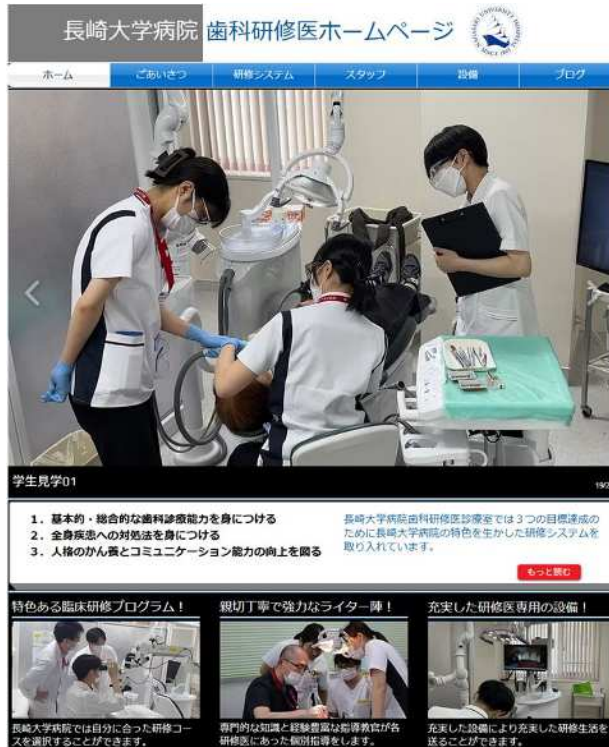 長崎大学病院 歯科研修医ホームページ
ホーム ごあいさつ 研修システム スタッフ 設備 ブログ
学生見学01
1．基本的・総合的な歯科診療能力を身につける
2．全身疾患への対処法を身につける
3．人格のかん養とコミュニケーション能力の向上を図る
長崎大学病院歯科研修医診療室では３つの目標達成の
ために長崎大学病院の特色を生かした研修システムを
取り入れています。
もっと読む
特色ある臨床研修プログラム！
長崎大学病院では自分に合った研修コー
スを選択することができます。
親切丁寧で強力なライター陣！
専門的な知識と経験豊富な指導教官が各
研修医にあった個別指導をします。
充実した研修医専用の設備！
充実した設備により充実した研修生活を
送ることができます。